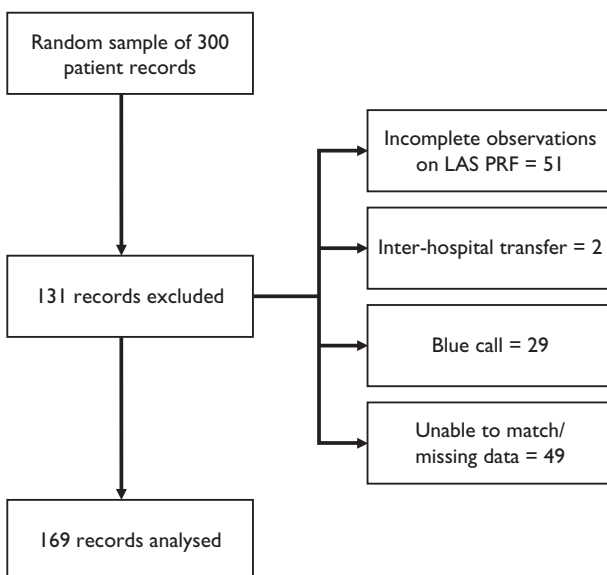 Random sample of 300
patient records
Incomplete observations
on LAS PRF = 51
Inter-hospital transfer = 2
131 records excluded
Blue call = 29
Unable to match/
missing data = 49
169 records analysed